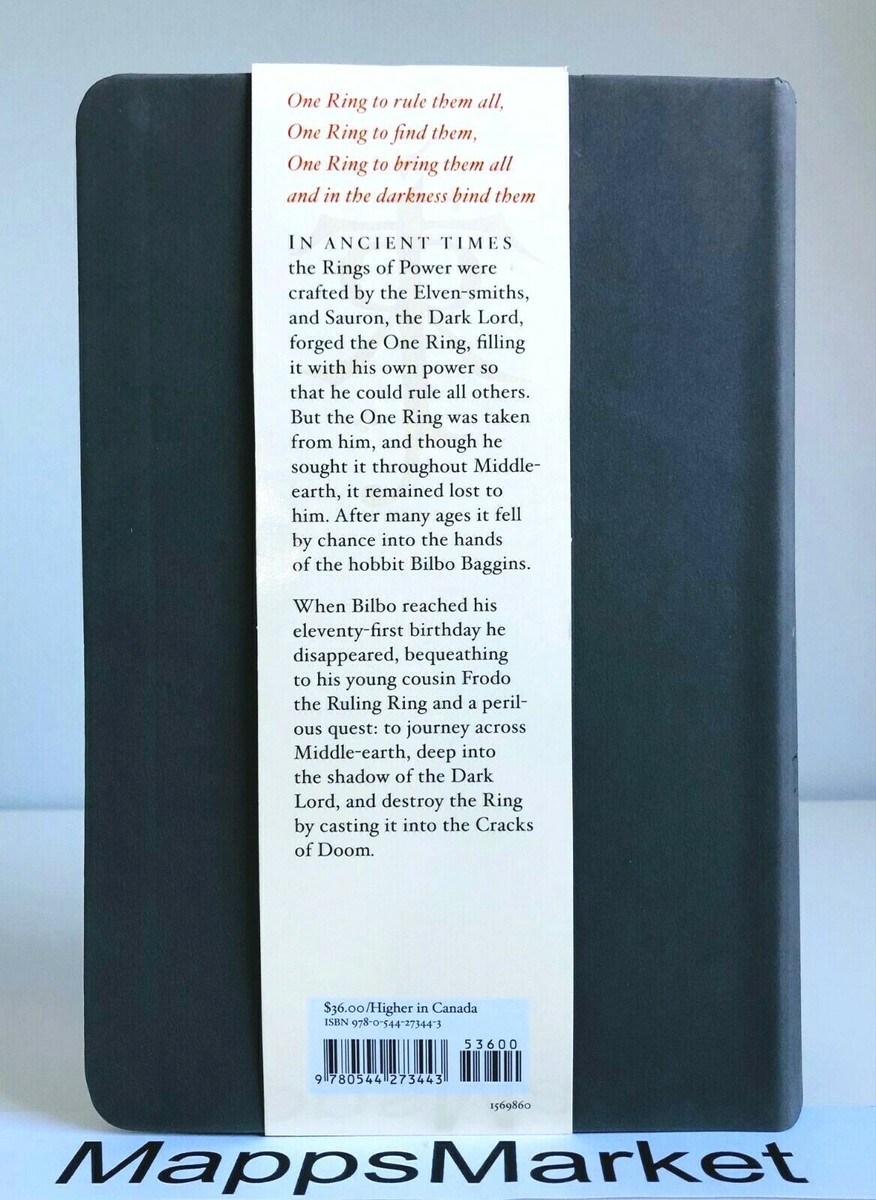 One Ring to rule them all,
One Ring to find them,
One Ring to bring them all
and in the darkness bind them
IN ANCIENT TIMES
the Rings of Power were
crafted by the Elven-smiths,
and Sauron, the Dark Lord,
forged the One Ring, filling
it with his own power so
that he could rule all others.
But the One Ring was taken
from him, and though he
sought it throughout Middle-
earth, it remained lost to
him. After many ages it fell
by chance into the hands
of the hobbit Bilbo Baggins.
When Bilbo reached his
eleventy-first birthday he
disappeared, bequeathing
to his young cousin Frodo
the Ruling Ring and a peril-
ous quest: to journey across
Middle-earth, deep into
the shadow of the Dark
Lord, and destroy the Ring
by casting it into the Cracks
of Doom.
$36.00/Higher in Canada
ISBN 978-0-544-27344-3
53600
9 780544 273443
1569860
MappsMarket